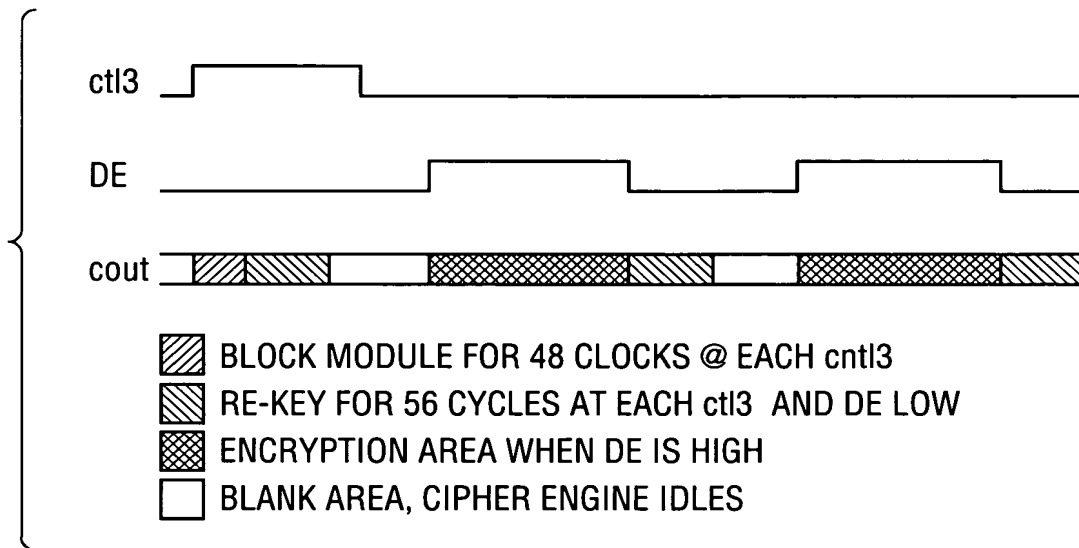 ctl3
DE
cout
BLOCK MODULE FOR 48 CLOCKS @ EACH cntl3
RE-KEY FOR 56 CYCLES AT EACH ctl3 AND DE LOW
ENCRYPTION AREA WHEN DE IS HIGH
BLANK AREA, CIPHER ENGINE IDLES